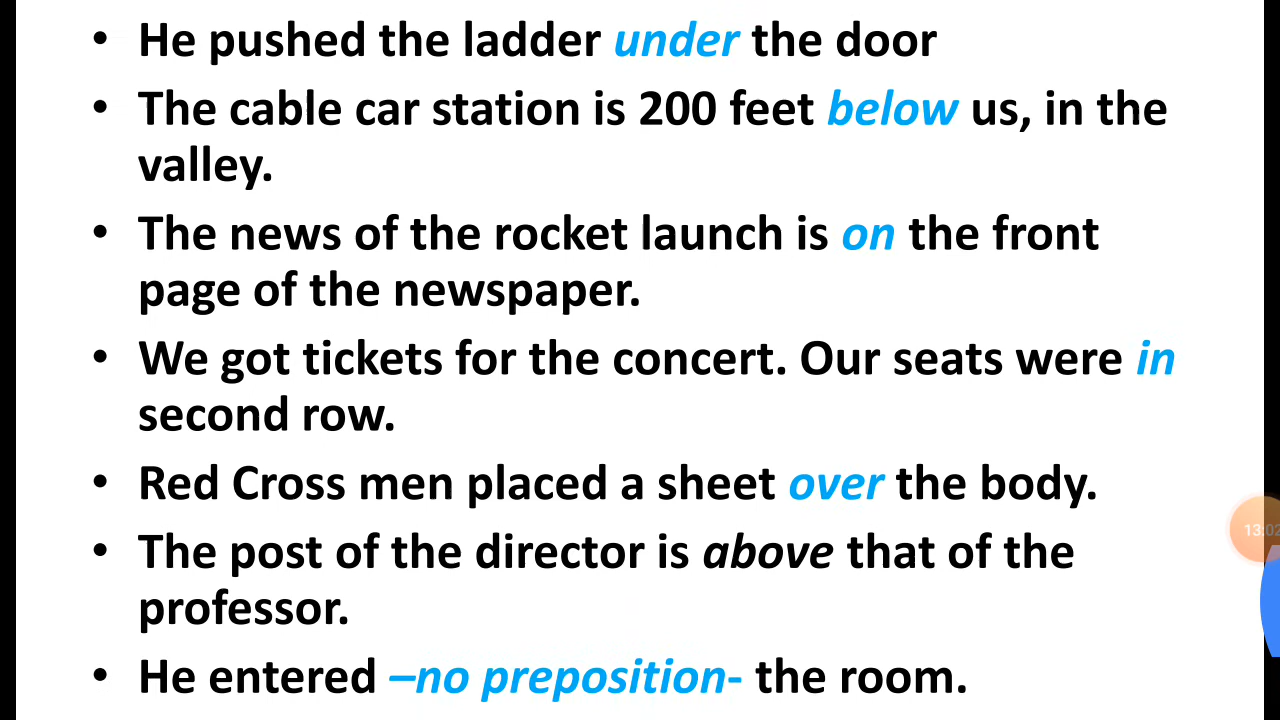 • He pushed the ladder under the door
• The cable car station is 200 feet below us, in the
valley.
• The news of the rocket launch is on the front
page of the newspaper.
• We got tickets for the concert. Our seats were in
second row.
• Red Cross men placed a sheet over the body.
• The post of the director is above that of the
professor.
• He entered –no preposition- the room.